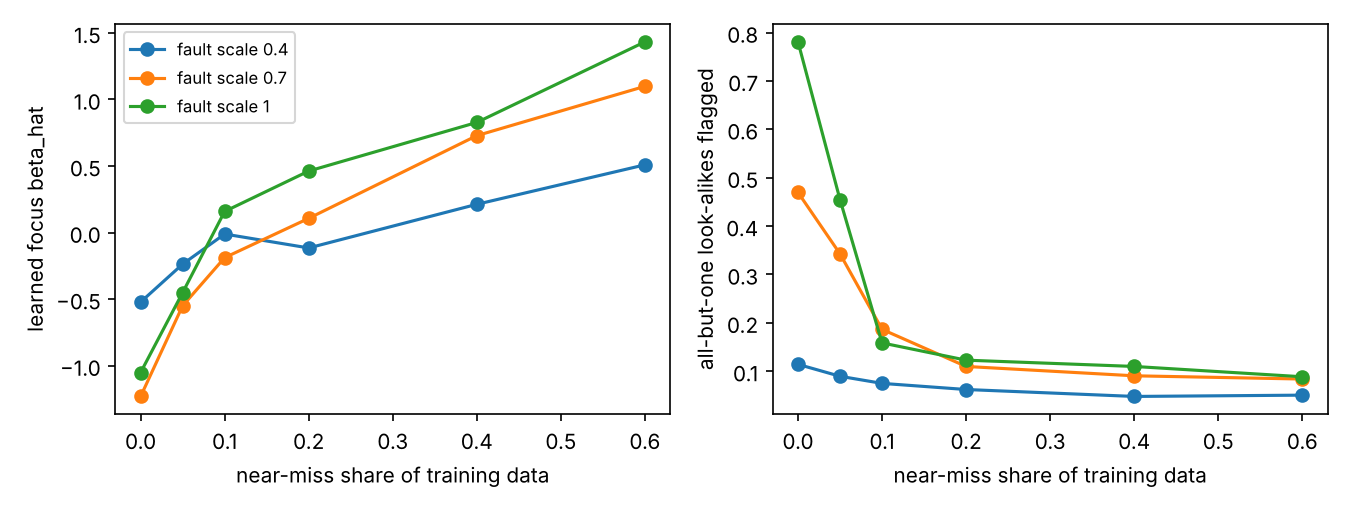 learned focus beta_hat
1.5
1.0
0.5
0.0
−0.5
−1.0
fault scale 0.4
fault scale 0.7
fault scale 1
0.0 0.1 0.2 0.3 0.4 0.5 0.6
near-miss share of training data
all-but-one look-alikes flagged
0.8
0.7
0.6
0.5
0.4
0.3
0.2
0.1
0.0 0.1 0.2 0.3 0.4 0.5 0.6
near-miss share of training data